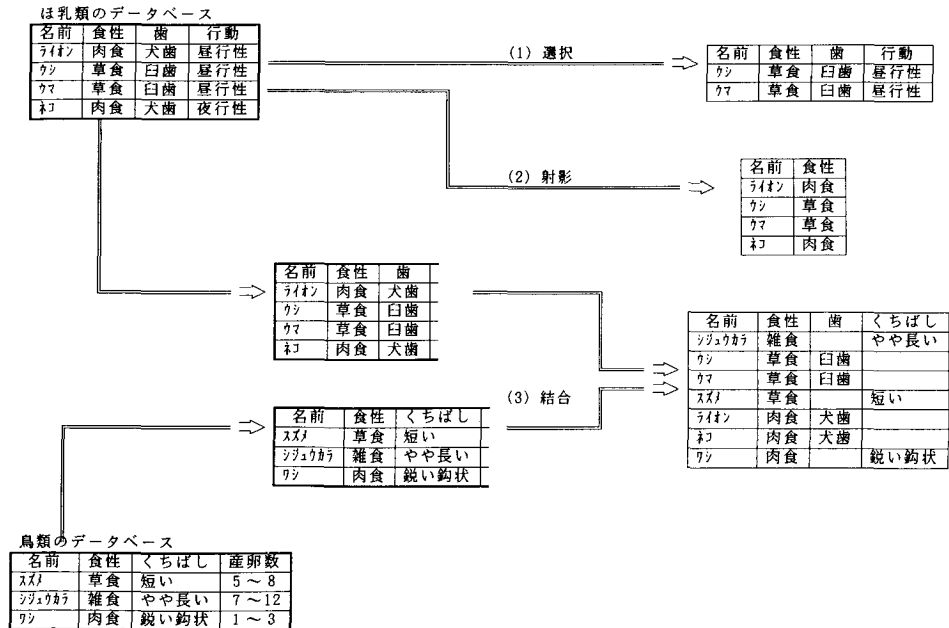 ほ乳類のデータベース
名前 食性 歯 行動
ライオン 肉食 犬歯 昼行性
ウシ 草食 臼歯 昼行性
ウマ 草食 臼歯 昼行性
ネコ 肉食 犬歯 夜行性
(1) 選択
名前 食性 歯 行動
ウシ 草食 臼歯 昼行性
ウマ 草食 臼歯 昼行性
(2) 射影
名前 食性
ライオン 肉食
ウシ 草食
ウマ 草食
ネコ 肉食
名前 食性 歯
ライオン 肉食 犬歯
ウシ 草食 臼歯
ウマ 草食 臼歯
ネコ 肉食 犬歯
(3) 結合
名前 食性 くちばし
スズメ 草食 短い
シジュウカラ 雑食 やや長い
ワシ 肉食 鋭い鈎状
名前 食性 歯 くちばし
シジュウカラ 雑食 やや長い
ウシ 草食 臼歯
ウマ 草食 臼歯
スズメ 草食 短い
ライオン 肉食 犬歯
ネコ 肉食 犬歯
ワシ 肉食 鋭い鈎状
鳥類のデータベース
名前 食性 くちばし 産卵数
スズメ 草食 短い 5～8
シジュウカラ 雑食 やや長い 7～12
ワシ 肉食 鋭い鈎状 1～3